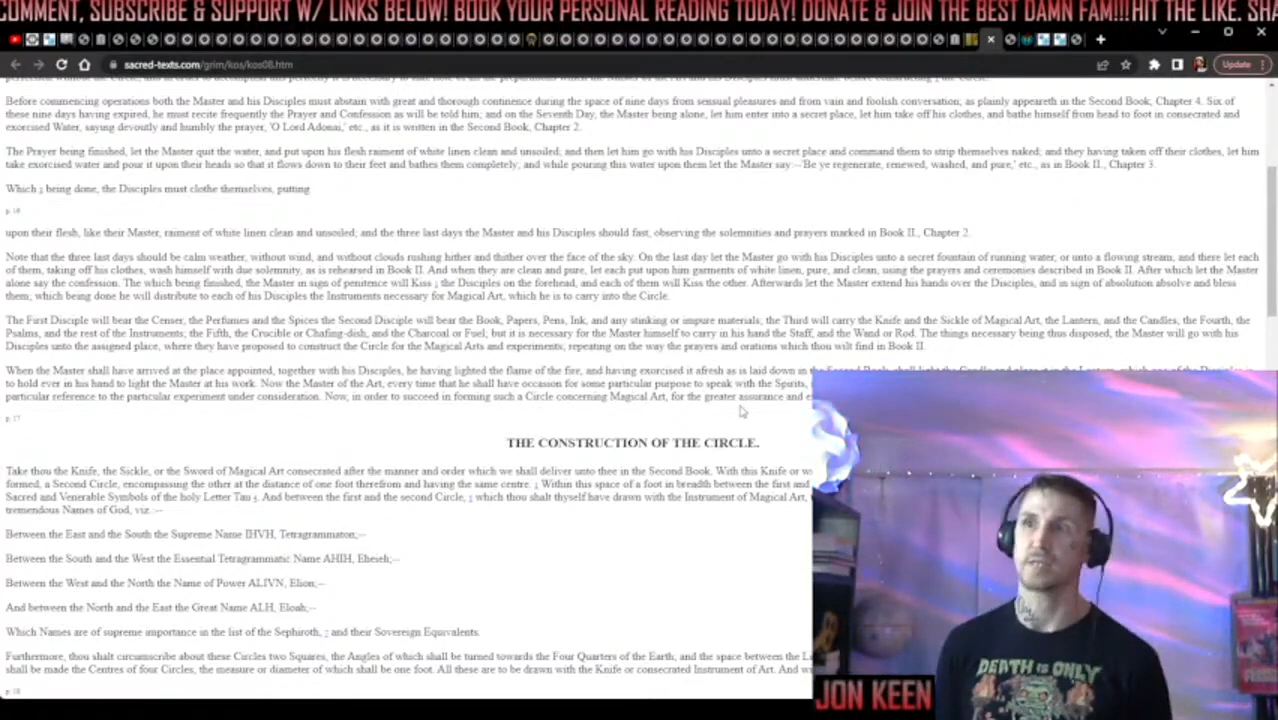 COMMENT, SUBSCRIBE & SUPPORT W/ LINKS BELOW! BOOK YOUR PERSONAL READING TODAY! DONATE & JOIN THE BEST DAMN FAM!!! HIT THE LIKE. SHA
sacred-texts.com/grim/kos/kos08.htm
Update
Before commencing operations both the Master and his Disciples must abstain with great and thorough continence during the space of nine days from sensual pleasures and from vain and foolish conversation; as plainly appeareth in the Second Book, Chapter 4. Six of
these nine days having expired, he must recite frequently the Prayer and Confession as will be told him; and on the Seventh Day, the Master being alone, let him enter into a secret place, let him take off his clothes, and bathe himself from head to foot in consecrated and
exorcised Water, saying devoutly and humbly the prayer, 'O Lord Adonai,' etc., as it is written in the Second Book, Chapter 2.
The Prayer being finished, let the Master quit the water, and put upon his flesh raiment of white linen clean and unsoiled; and then let him go with his Disciples unto a secret place and command them to strip themselves naked; and they having taken off their clothes, let him
take exorcised water and pour it upon their heads so that it flows down to their feet and bathes them completely; and while pouring this water upon them let the Master say:--'Be ye regenerate, renewed, washed, and pure,' etc., as in Book II., Chapter 3.
Which being done, the Disciples must clothe themselves, putting
upon their flesh, like their Master, raiment of white linen clean and unsoiled; and the three last days the Master and his Disciples should fast, observing the solemnities and prayers marked in Book II., Chapter 2.
Note that the three last days should be calm weather, without wind, and without clouds rushing hither and thither over the face of the sky. On the last day let the Master go with his Disciples unto a secret fountain of running water, or unto a flowing stream, and there let each
of them, taking off his clothes, wash himself with due solemnity, as is rehearsed in Book II. And when they are clean and pure, let each put upon him garments of white linen, pure, and clean, using the prayers and ceremonies described in Book II. After which let the Master
alone say the confession. The which being finished, the Master in sign of penitence will Kiss the Disciples on the forehead, and each of them will Kiss the other. Afterwards let the Master extend his hands over the Disciples, and in sign of absolution absolve and bless
them; which being done he will distribute to each of his Disciples the Instruments necessary for Magical Art, which he is to carry into the Circle.
The First Disciple will bear the Censer, the Perfumes and the Spices the Second Disciple will bear the Book, Papers, Pens, Ink, and any stinking or impure materials; the Third will carry the Knife and the Sickle of Magical Art, the Lantern, and the Candles, the Fourth, the
Psalms, and the rest of the Instruments; the Fifth, the Crucible or Chafing-dish, and the Charcoal or Fuel; but it is necessary for the Master himself to carry in his hand the Staff, and the Wand or Rod. The things necessary being thus disposed, the Master will go with his
Disciples unto the assigned place, where they have proposed to construct the Circle for the Magical Arts and experiments, repeating on the way the prayers and orations which thou wilt find in Book II.
When the Master shall have arrived at the place appointed, together with his Disciples, he having lighted the flame of the fire, and having exorcised it afresh as is laid down in
to hold ever in his hand to light the Master at his work. Now the Master of the Art, every time that he shall have occasion for some particular purpose to speak with the Spirits,
particular reference to the particular experiment under consideration. Now, in order to succeed in forming such a Circle concerning Magical Art, for the greater assurance and
p. 17
THE CONSTRUCTION OF THE CIRCLE.
Take thou the Knife, the Sickle, or the Sword of Magical Art consecrated after the manner and order which we shall deliver unto thee in the Second Book. With this Knife or
formed, a Second Circle, encompassing the other at the distance of one foot therefrom and having the same centre. Within this space of a foot in breadth between the first and
Sacred and Venerable Symbols of the holy Letter Tau. And between the first and the second Circle, which thou shalt thyself have drawn with the Instrument of Magical Art,
tremendous Names of God, viz.:--
Between the East and the South the Supreme Name IHVH, Tetragrammaton;--
Between the South and the West the Essential Tetragrammatic Name AHIH, Eheieh;--
Between the West and the North the Name of Power ALIVN, Elion;--
And between the North and the East the Great Name ALH, Eloah;--
Which Names are of supreme importance in the list of the Sephiroth, and their Sovereign Equivalents.
Furthermore, thou shalt circumscribe about these Circles two Squares, the Angles of which shall be turned towards the Four Quarters of the Earth; and the space between the
shall be made the Centres of four Circles, the measure or diameter of which shall be one foot. All these are to be drawn with the Knife or consecrated Instrument of Art. And
p. 18
JON KEEN
DEATH IS ONLY